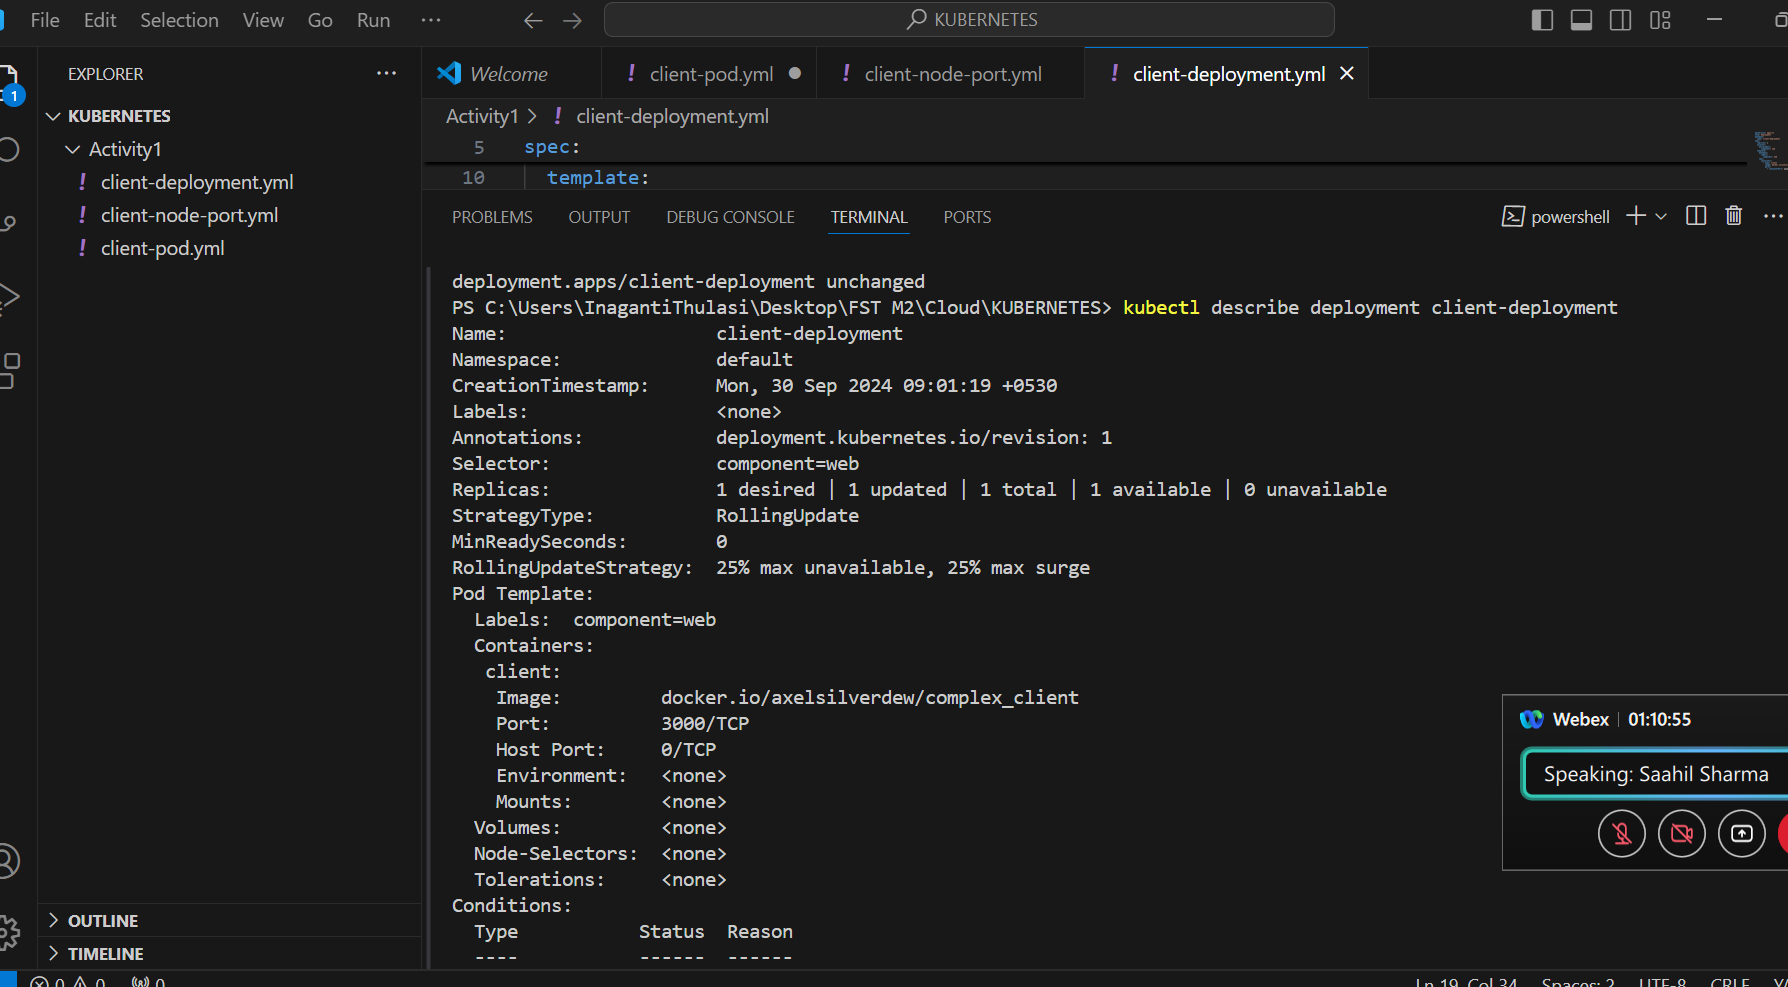 File Edit Selection View Go Run ···
KUBERNETES
EXPLORER ···
Welcome
! client-pod.yml
! client-node-port.yml
! client-deployment.yml
1
KUBERNETES
Activity1 > ! client-deployment.yml
Activity1
5 spec:
! client-deployment.yml
10 template:
! client-node-port.yml
PROBLEMS OUTPUT DEBUG CONSOLE TERMINAL PORTS
powershell
! client-pod.yml
deployment.apps/client-deployment unchanged
PS C:\Users\InagantiThulasi\Desktop\FST M2\Cloud\KUBERNETES> kubectl describe deployment client-deployment
Name: client-deployment
Namespace: default
CreationTimestamp: Mon, 30 Sep 2024 09:01:19 +0530
Labels: <none>
Annotations: deployment.kubernetes.io/revision: 1
Selector: component=web
Replicas: 1 desired | 1 updated | 1 total | 1 available | 0 unavailable
StrategyType: RollingUpdate
MinReadySeconds: 0
RollingUpdateStrategy: 25% max unavailable, 25% max surge
Pod Template:
Labels: component=web
Containers:
client:
Image: docker.io/axelsilverdew/complex_client
Port: 3000/TCP
Host Port: 0/TCP
Environment: <none>
Mounts: <none>
Volumes: <none>
Node-Selectors: <none>
Tolerations: <none>
Conditions:
Type Status Reason
---- ------ ------
Webex | 01:10:55
Speaking: Saahil Sharma
OUTLINE
TIMELINE
0 0 0
Ln 19, Col 34 Spaces: 2 UTF-8 CRLF